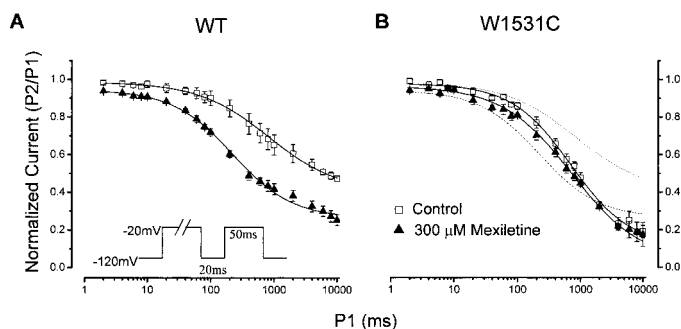 A WT B W1531C
Normalized Current (P2/P1)
1.0 1.0
0.8 0.8
0.6 0.6
0.4 0.4
0.2 0.2
0.0 0.0
-20mV
50ms
-120mV
20ms
□ Control
▲ 300 µM Mexiletine
1 10 100 1000 10000 1 10 100 1000 10000
P1 (ms)